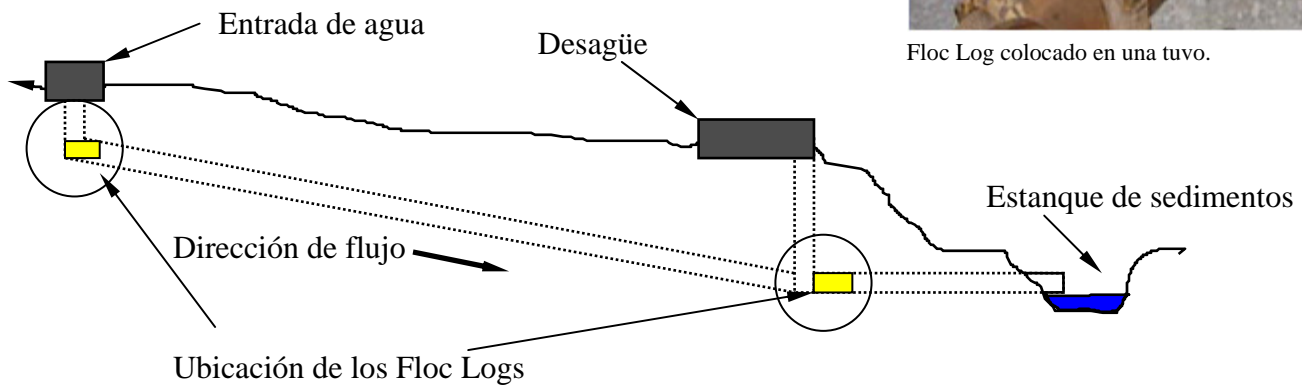 Entrada de agua
Desagüe
Floc Log colocado en una tuvo.
Estanque de sedimentos
Dirección de flujo
Ubicación de los Floc Logs